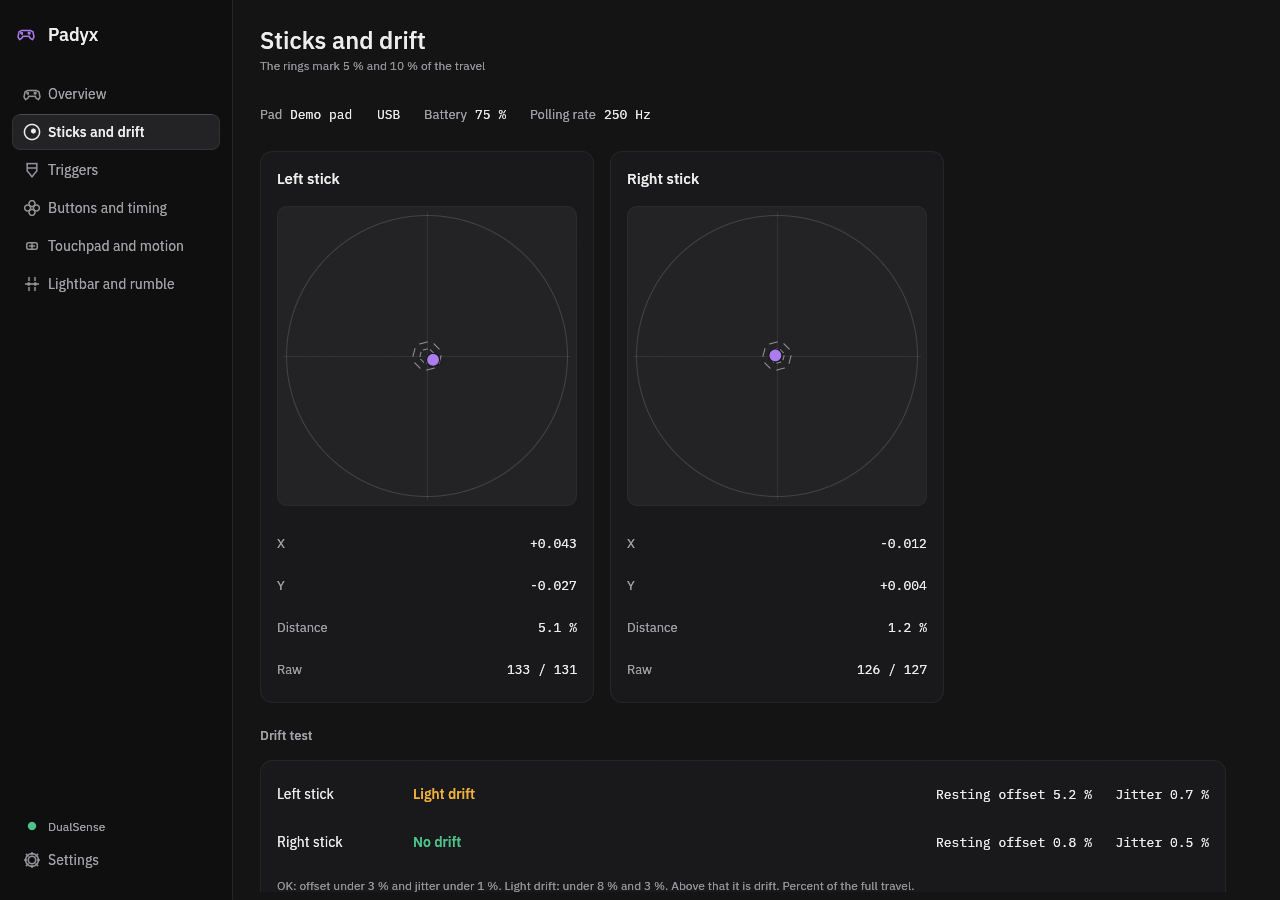 Padyx
Overview
Sticks and drift
Triggers
Buttons and timing
Touchpad and motion
Lightbar and rumble
DualSense
Settings
Sticks and drift
The rings mark 5 % and 10 % of the travel
Pad Demo pad USB Battery 75 % Polling rate 250 Hz
Left stick
X +0.043
Y -0.027
Distance 5.1 %
Raw 133 / 131
Right stick
X -0.012
Y +0.004
Distance 1.2 %
Raw 126 / 127
Drift test
Left stick Light drift Resting offset 5.2 % Jitter 0.7 %
Right stick No drift Resting offset 0.8 % Jitter 0.5 %
OK: offset under 3 % and jitter under 1 %. Light drift: under 8 % and 3 %. Above that it is drift. Percent of the full travel.